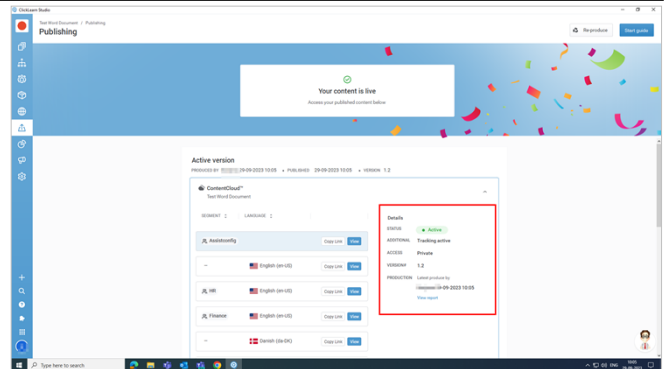 ClickLearn Studio
Test Word Document / Publishing
Publishing
Reproduce
Start guide
Your content is live
Access your published content below
Active version
PRODUCED BY 29-09-2023 10:05 • PUBLISHED 29-09-2023 10:05 • VERSION 1.2
ContentCloud™
Test Word Document
SEGMENT LANGUAGE
Details
STATUS Active
Assistconfig Copy Link View
ADDITIONAL Tracking active
ACCESS Private
– English (en-US) Copy Link View
VERSION# 1.2
PRODUCTION Latest produce by
HR English (en-US) Copy Link View
29-09-2023 10:05
View report
Finance English (en-US) Copy Link View
– Danish (da-DK) Copy Link View
Type here to search
ENG